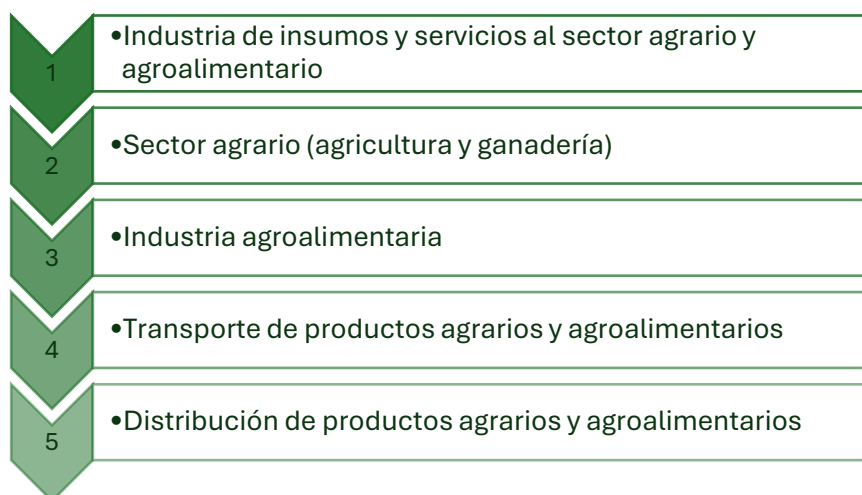 1
•Industria de insumos y servicios al sector agrario y
agroalimentario
2
•Sector agrario (agricultura y ganadería)
3
•Industria agroalimentaria
4
•Transporte de productos agrarios y agroalimentarios
5
•Distribución de productos agrarios y agroalimentarios